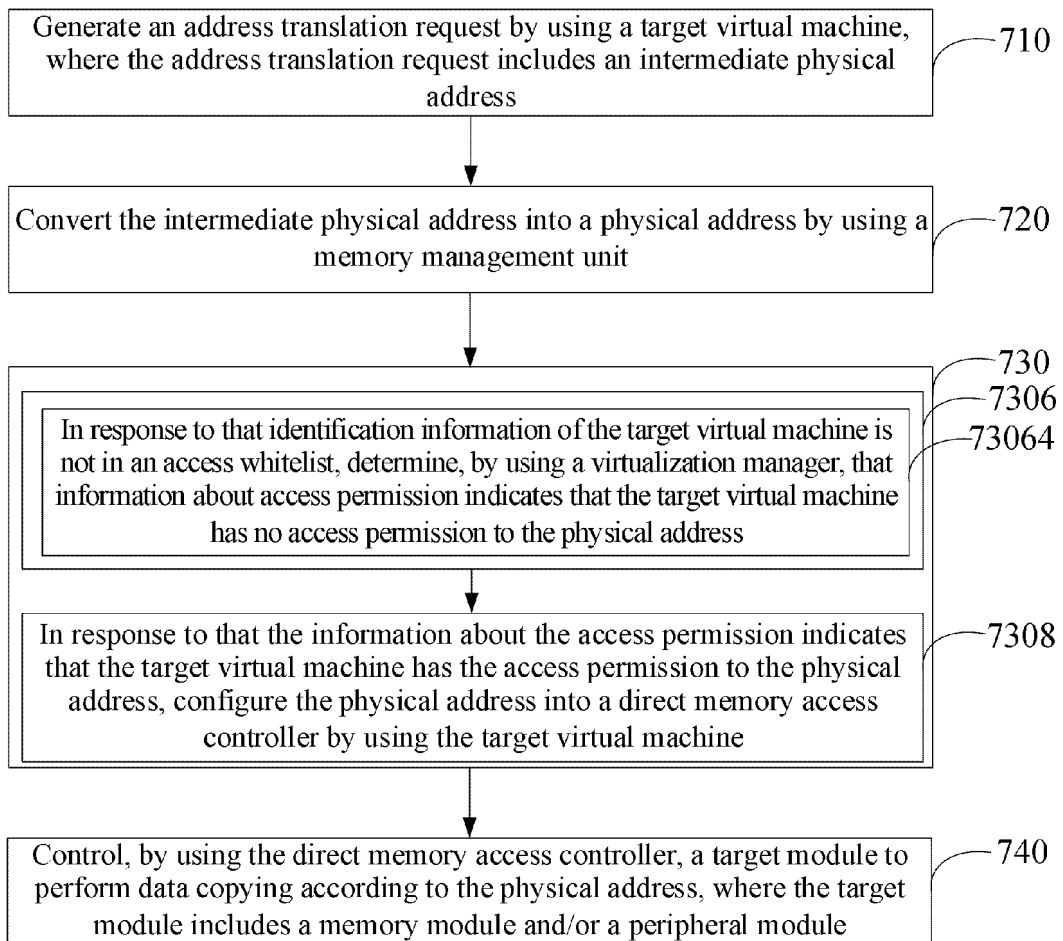 Generate an address translation request by using a target virtual machine,
where the address translation request includes an intermediate physical
address
710
Convert the intermediate physical address into a physical address by using a
memory management unit
720
730
7306
73064
In response to that identification information of the target virtual machine is
not in an access whitelist, determine, by using a virtualization manager, that
information about access permission indicates that the target virtual machine
has no access permission to the physical address
In response to that the information about the access permission indicates
that the target virtual machine has the access permission to the physical
address, configure the physical address into a direct memory access
controller by using the target virtual machine
7308
Control, by using the direct memory access controller, a target module to
perform data copying according to the physical address, where the target
module includes a memory module and/or a peripheral module
740